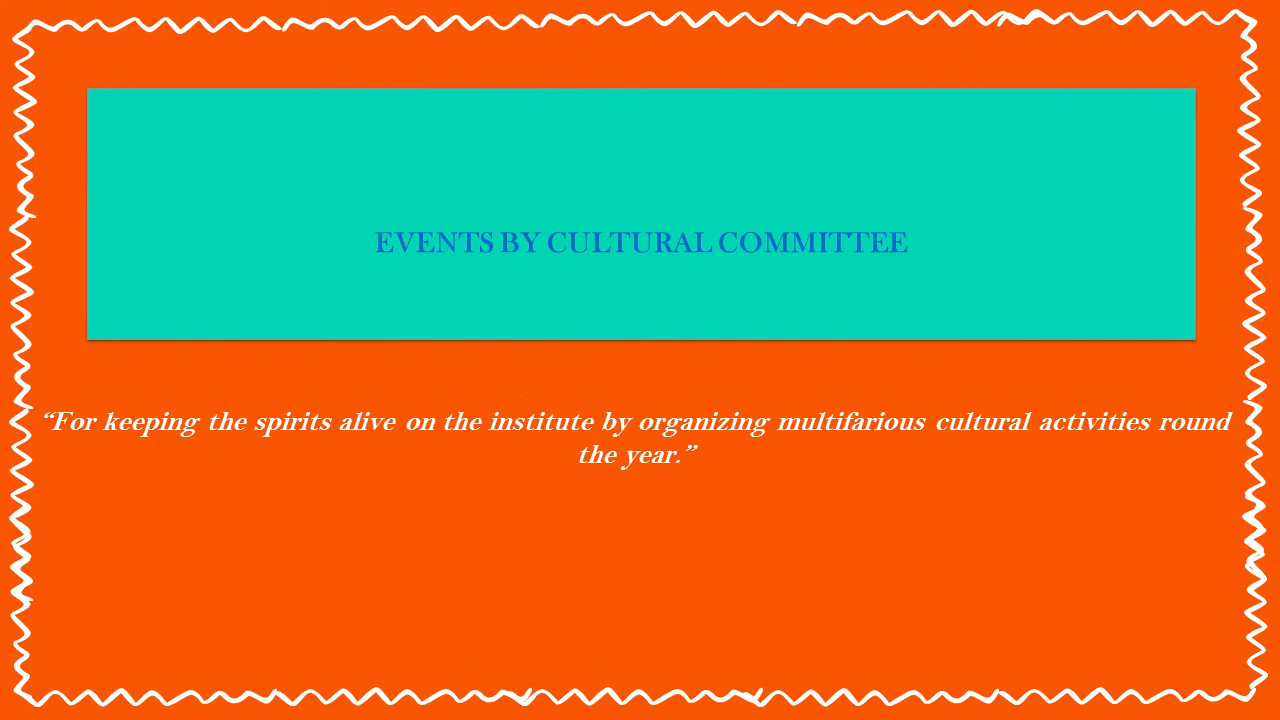 EVENTS BY CULTURAL COMMITTEE
“For keeping the spirits alive on the institute by organizing multifarious cultural activities round
the year.”